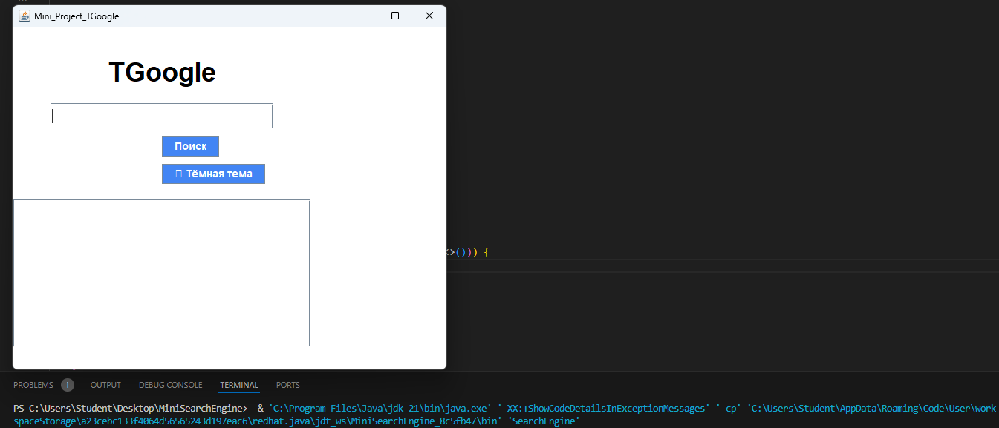 Mini_Project_TGoogle
TGoogle
Поиск
Тёмная тема
<>())) {
PROBLEMS 1 OUTPUT DEBUG CONSOLE TERMINAL PORTS
PS C:\Users\Student\Desktop\MiniSearchEngine> & 'C:\Program Files\Java\jdk-21\bin\java.exe' '-XX:+ShowCodeDetailsInExceptionMessages' '-cp' 'C:\Users\Student\AppData\Roaming\Code\User\work
spaceStorage\a23cebc133f4064d56565243d197eac6\redhat.java\jdt_ws\MiniSearchEngine_8c5fb47\bin' 'SearchEngine'